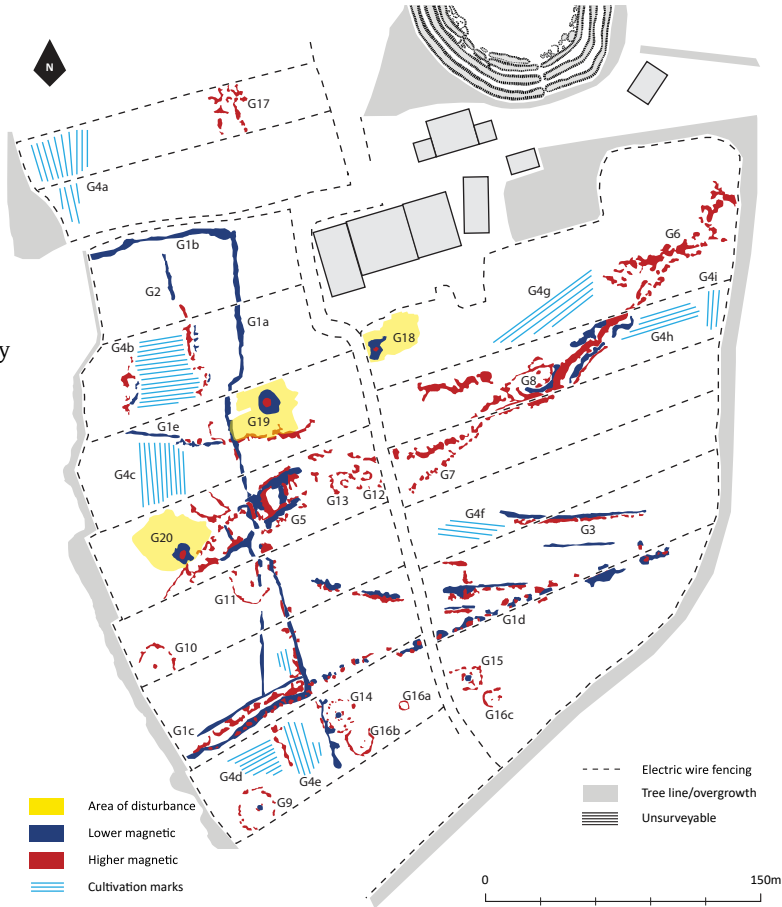 N
G17
G4a
G1b
G6
G2
G4g
G4i
G1a
G4b
G18
G4h
G8
G19
G1e
G4c
G7
G13
G12
G5
G4f
G20
G3
G11
G1d
G10
G15
G14
G16a
G16c
G1c
G16b
G4d
G4e
G9
y
Area of disturbance
Lower magnetic
Higher magnetic
Cultivation marks
Electric wire fencing
Tree line/overgrowth
Unsurveyable
0
150m